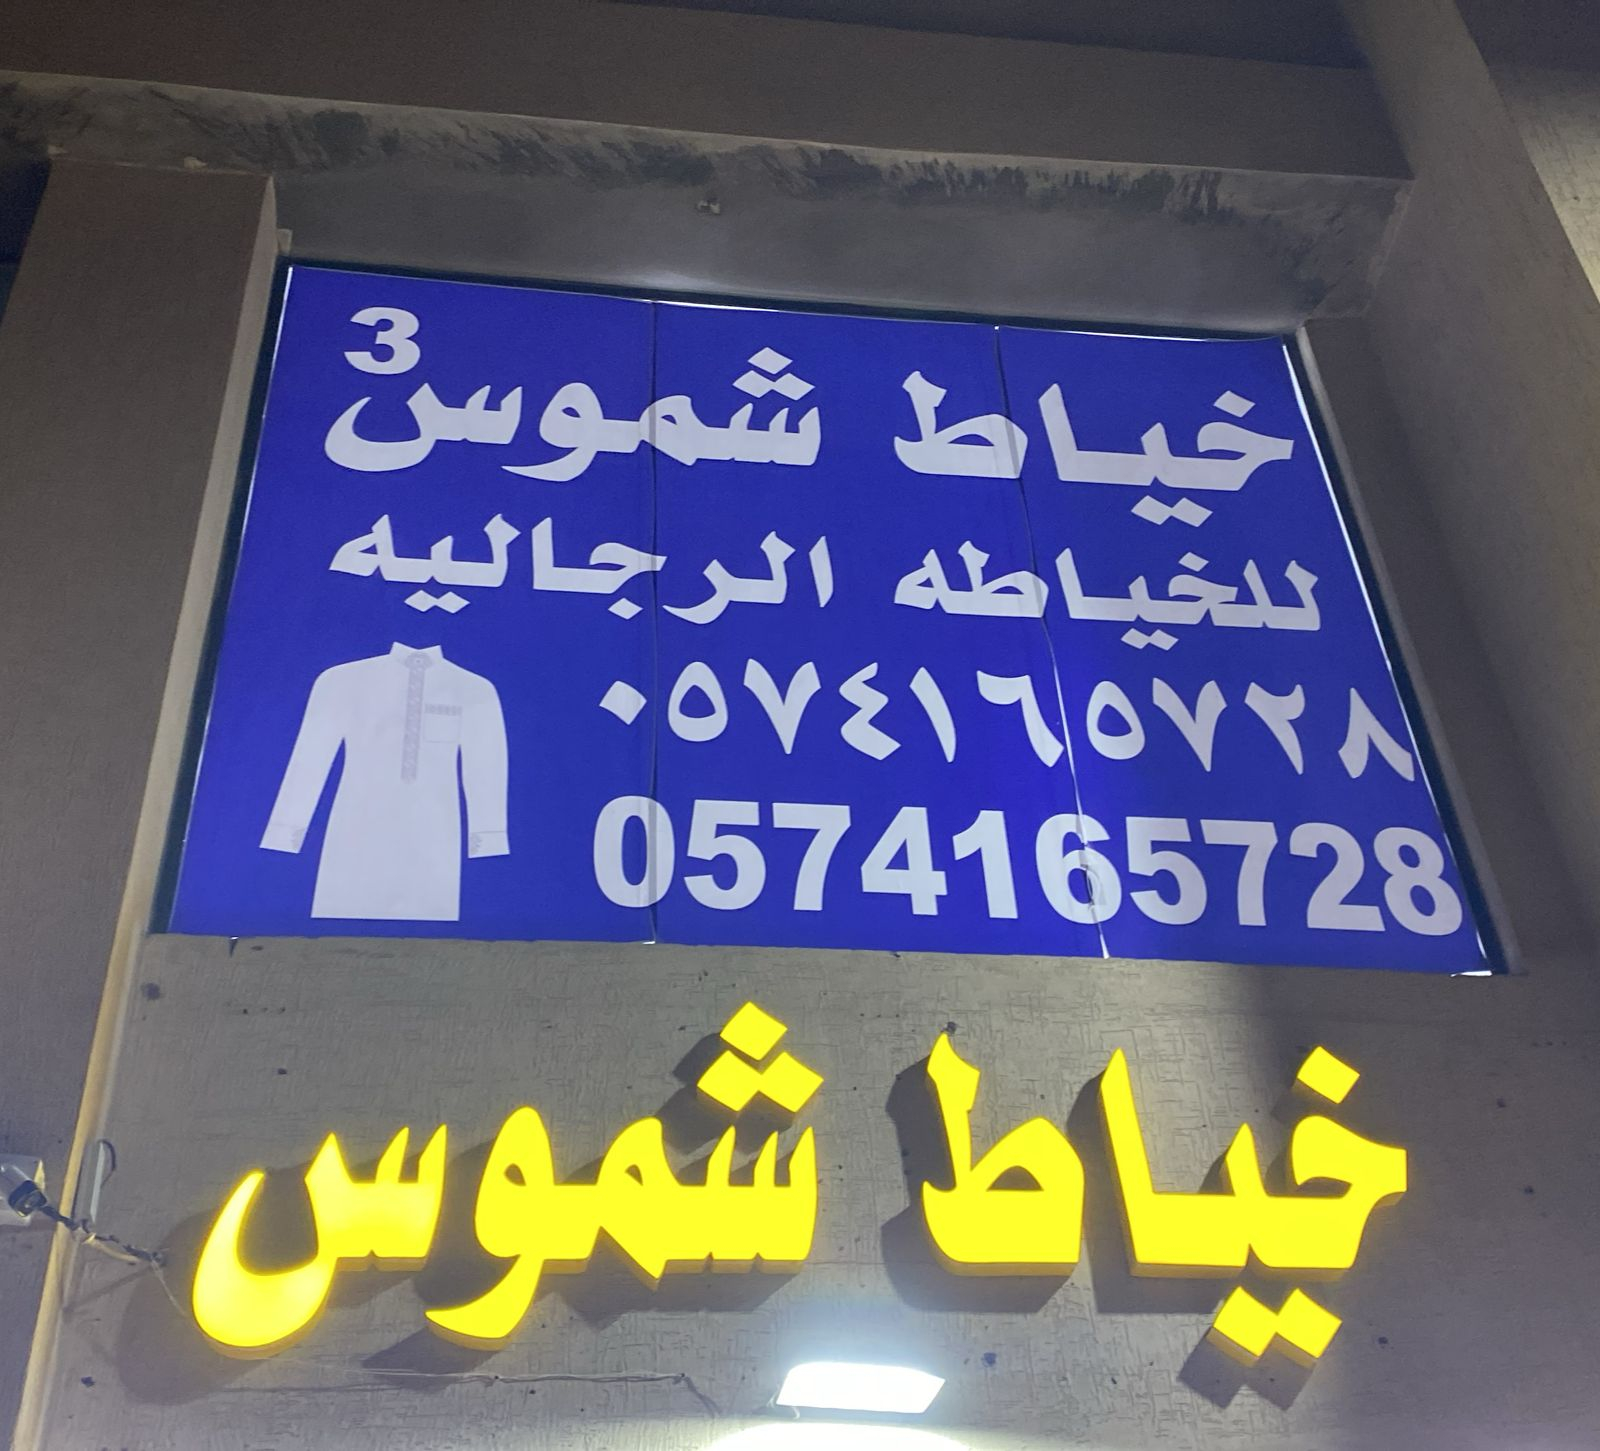 خياط شموس 3
للخياطه الرجاليه
٠٥٧٤١٦٥٧٢٨
0574165728
خياط شموس